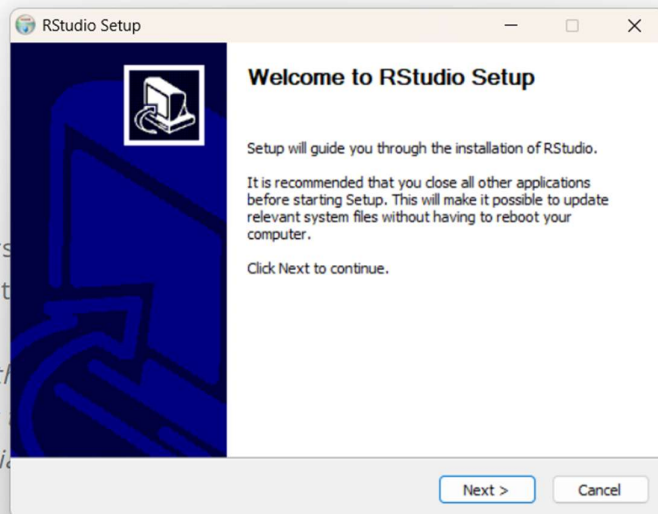 RStudio Setup
Welcome to RStudio Setup
Setup will guide you through the installation of RStudio.
It is recommended that you close all other applications
before starting Setup. This will make it possible to update
relevant system files without having to reboot your
computer.
Click Next to continue.
Next >
Cancel